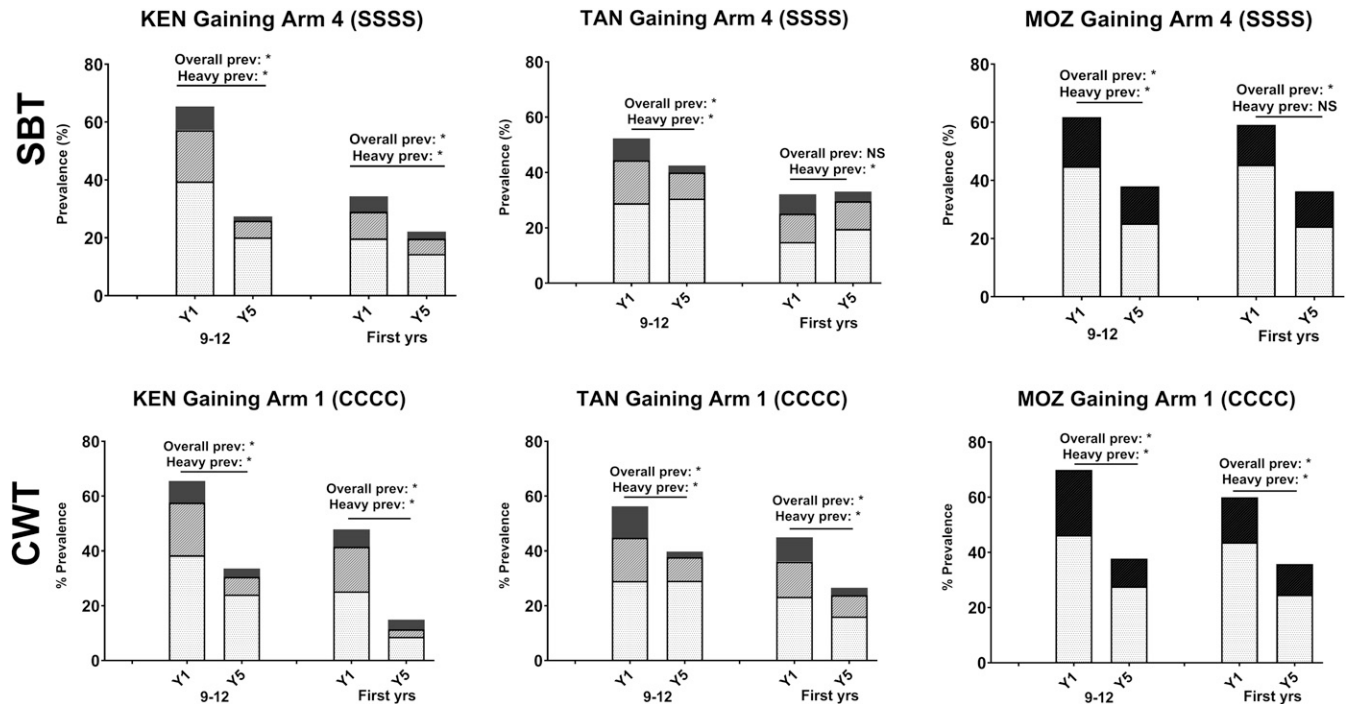 SBT
KEN Gaining Arm 4 (SSSS)
Prevalence (%)
80
60
40
20
0
Overall prev: *
Heavy prev: *
Overall prev: *
Heavy prev: *
Y1
Y5
Y1
Y5
9-12
First yrs
TAN Gaining Arm 4 (SSSS)
Prevalence (%)
80
60
40
20
0
Overall prev: *
Heavy prev: *
Overall prev: NS
Heavy prev: *
Y1
Y5
Y1
Y5
9-12
First yrs
MOZ Gaining Arm 4 (SSSS)
Prevalence (%)
80
60
40
20
0
Overall prev: *
Heavy prev: *
Overall prev: *
Heavy prev: NS
Y1
Y5
Y1
Y5
9-12
First yrs
CWT
KEN Gaining Arm 1 (CCCC)
% Prevalence
80
60
40
20
0
Overall prev: *
Heavy prev: *
Overall prev: *
Heavy prev: *
Y1
Y5
Y1
Y5
9-12
First yrs
TAN Gaining Arm 1 (CCCC)
% Prevalence
80
60
40
20
0
Overall prev: *
Heavy prev: *
Overall prev: *
Heavy prev: *
Y1
Y5
Y1
Y5
9-12
First yrs
MOZ Gaining Arm 1 (CCCC)
% Prevalence
80
60
40
20
0
Overall prev: *
Heavy prev: *
Overall prev: *
Heavy prev: *
Y1
Y5
Y1
Y5
9-12
First yrs